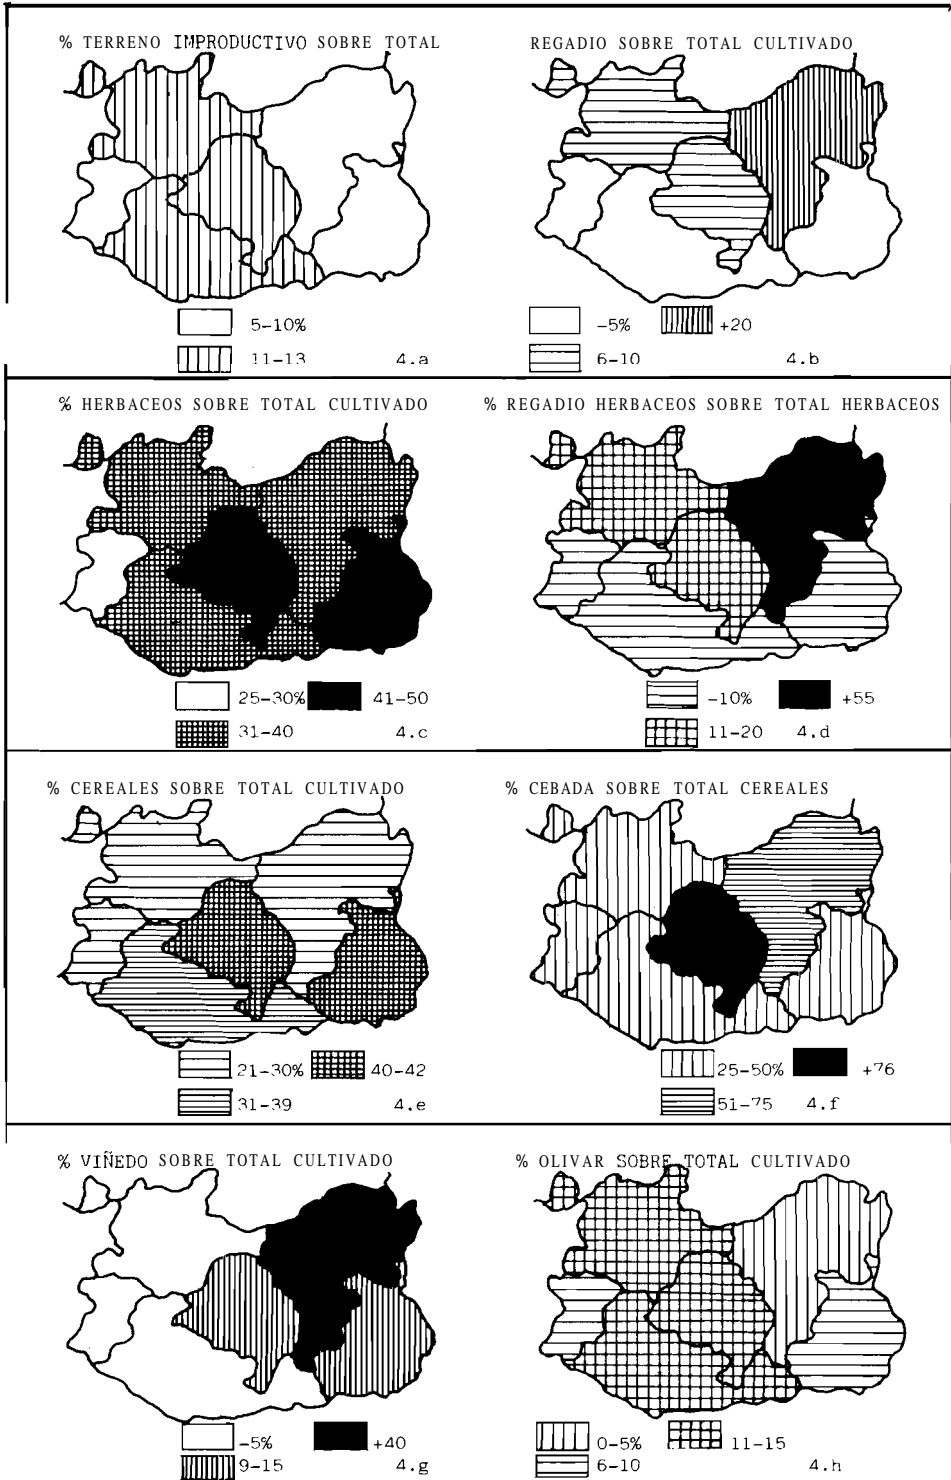 % TERRENO IMPRODUCTIVO SOBRE TOTAL
5-10%
11-13
4.a
REGADIO SOBRE TOTAL CULTIVADO
-5%
+20
6-10
4.b
% HERBACEOS SOBRE TOTAL CULTIVADO
25-30%
41-50
31-40
4.c
% REGADIO HERBACEOS SOBRE TOTAL HERBACEOS
-10%
+55
11-20
4.d
% CEREALES SOBRE TOTAL CULTIVADO
21-30%
40-42
31-39
4.e
% CEBADA SOBRE TOTAL CEREALES
25-50%
+76
51-75
4.f
% VIÑEDO SOBRE TOTAL CULTIVADO
-5%
+40
9-15
4.g
% OLIVAR SOBRE TOTAL CULTIVADO
0-5%
11-15
6-10
4.h